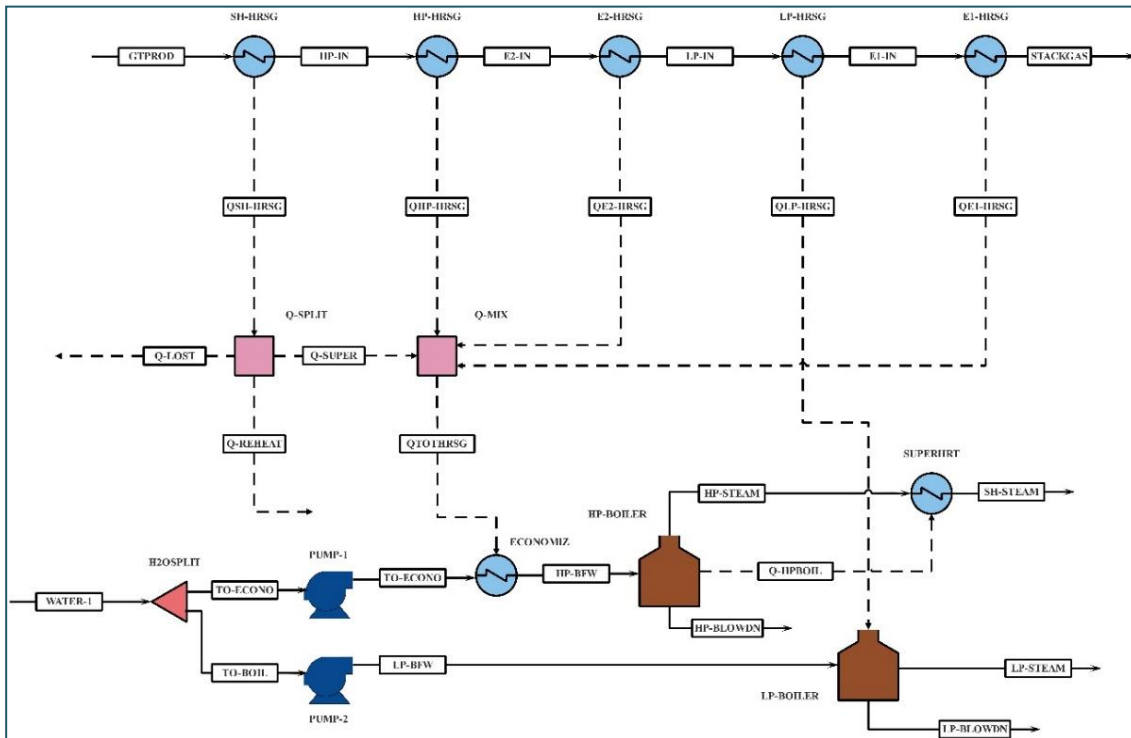 SH-HRSG HP-HRSG E2-HRSG LP-HRSG E1-HRSG
GTPROD HP-IN E2-IN LP-IN E1-IN STACKGAS
QSH-HRSG QHP-HRSG QE2-HRSG QLP-HRSG QE1-HRSG
Q-SPLIT Q-MIX
Q-LOST Q-SUPER
Q-REHEAT QTOTHRSG
SUPERHRT
HP-STEAM SH-STEAM
HP-BOILER
ECONOMIZ
H2OSPLIT PUMP-1
TO-ECONO TO-ECONO HP-BFW Q-HPBOIL
WATER-1
HP-BLOWDN
TO-BOIL LP-BFW LP-STEAM
PUMP-2 LP-BOILER
LP-BLOWDN